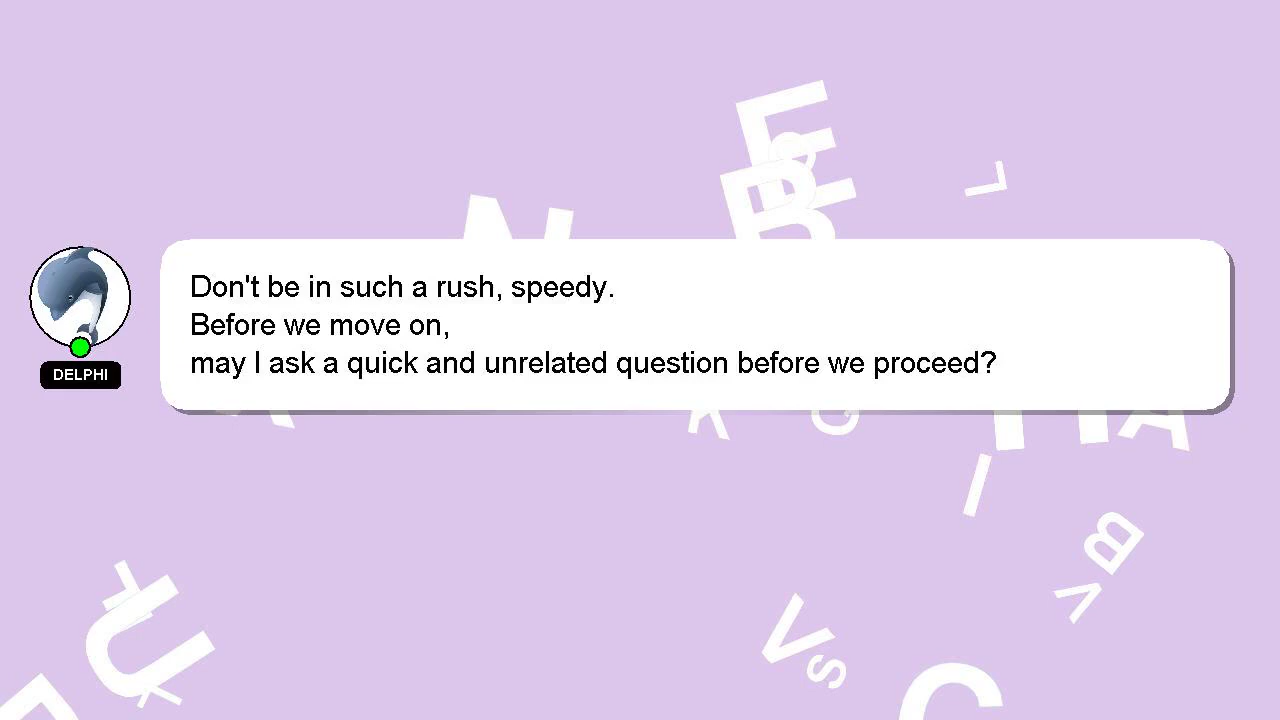 Don't be in such a rush, speedy.
Before we move on,
may I ask a quick and unrelated question before we proceed?
DELPHI
E
B
L
N
K
G
A
I
B
V
U
V
S
C